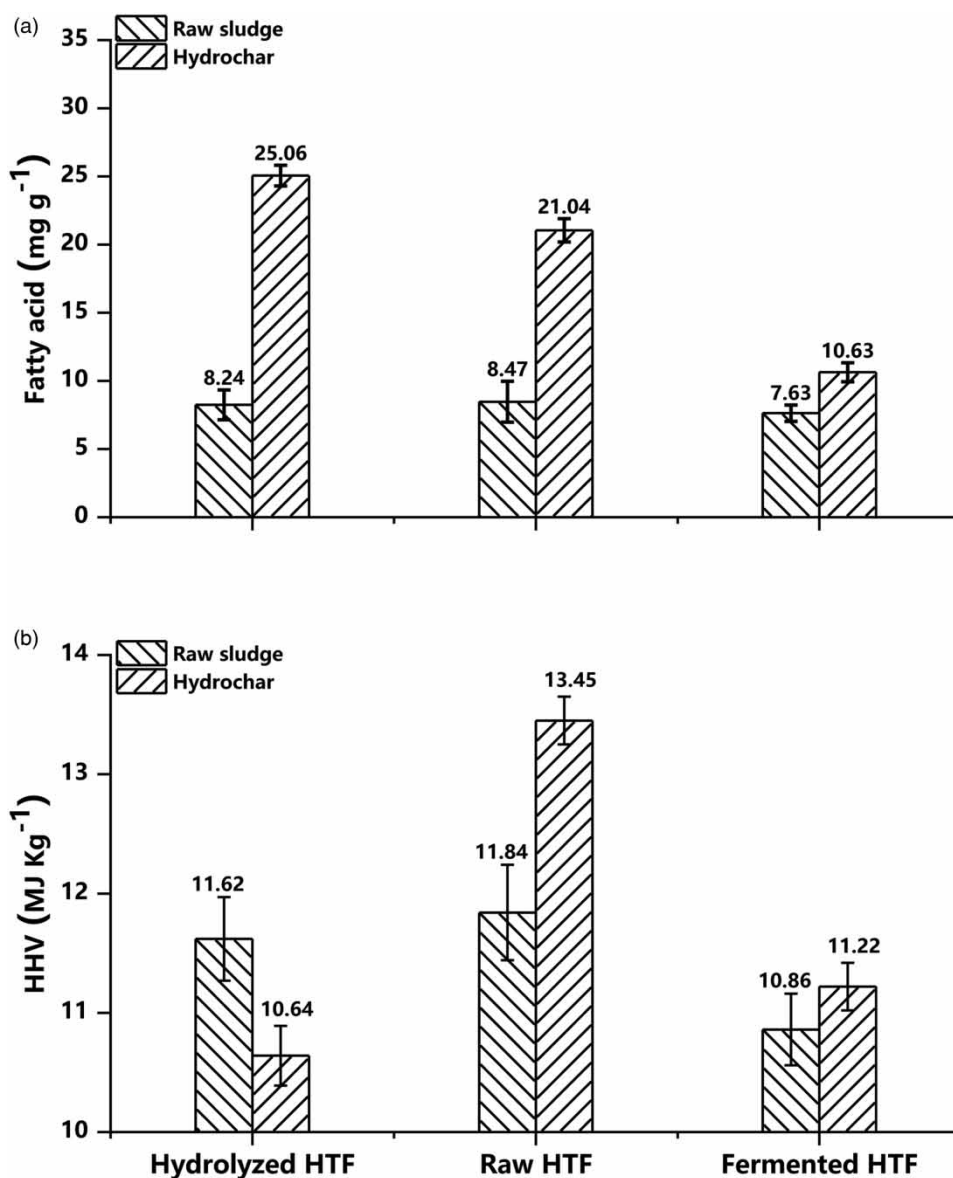 (a)
Raw sludge
Hydrochar
Fatty acid (mg g⁻¹)
35
30
25
20
15
10
5
0
8.24
25.06
8.47
21.04
7.63
10.63
(b)
Raw sludge
Hydrochar
HHV (MJ Kg⁻¹)
14
13
12
11
10
11.62
10.64
11.84
13.45
10.86
11.22
Hydrolyzed HTF
Raw HTF
Fermented HTF